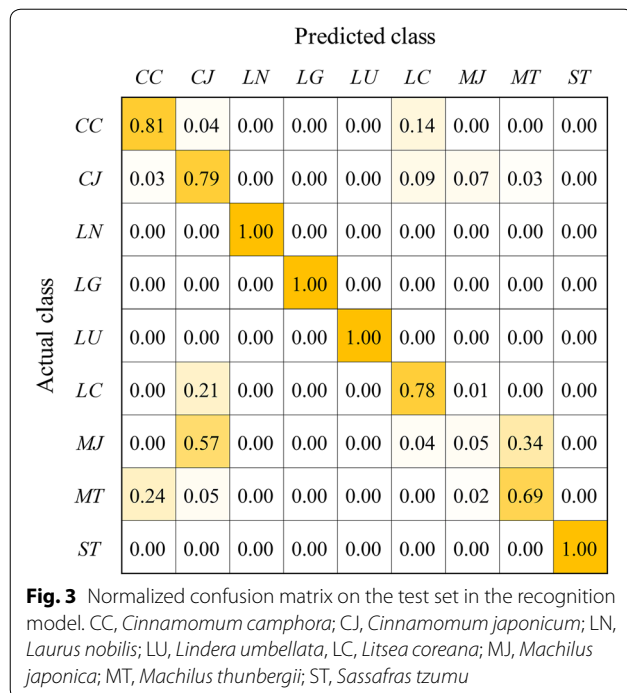 Predicted class
CC CJ LN LG LU LC MJ MT ST
Actual class
CC 0.81 0.04 0.00 0.00 0.00 0.14 0.00 0.00 0.00
CJ 0.03 0.79 0.00 0.00 0.00 0.09 0.07 0.03 0.00
LN 0.00 0.00 1.00 0.00 0.00 0.00 0.00 0.00 0.00
LG 0.00 0.00 0.00 1.00 0.00 0.00 0.00 0.00 0.00
LU 0.00 0.00 0.00 0.00 1.00 0.00 0.00 0.00 0.00
LC 0.00 0.21 0.00 0.00 0.00 0.78 0.01 0.00 0.00
MJ 0.00 0.57 0.00 0.00 0.00 0.04 0.05 0.34 0.00
MT 0.24 0.05 0.00 0.00 0.00 0.00 0.02 0.69 0.00
ST 0.00 0.00 0.00 0.00 0.00 0.00 0.00 0.00 1.00
Fig. 3 Normalized confusion matrix on the test set in the recognition
model. CC, Cinnamomum camphora; CJ, Cinnamomum japonicum; LN,
Laurus nobilis; LU, Lindera umbellata, LC, Litsea coreana; MJ, Machilus
japonica; MT, Machilus thunbergii; ST, Sassafras tzumu